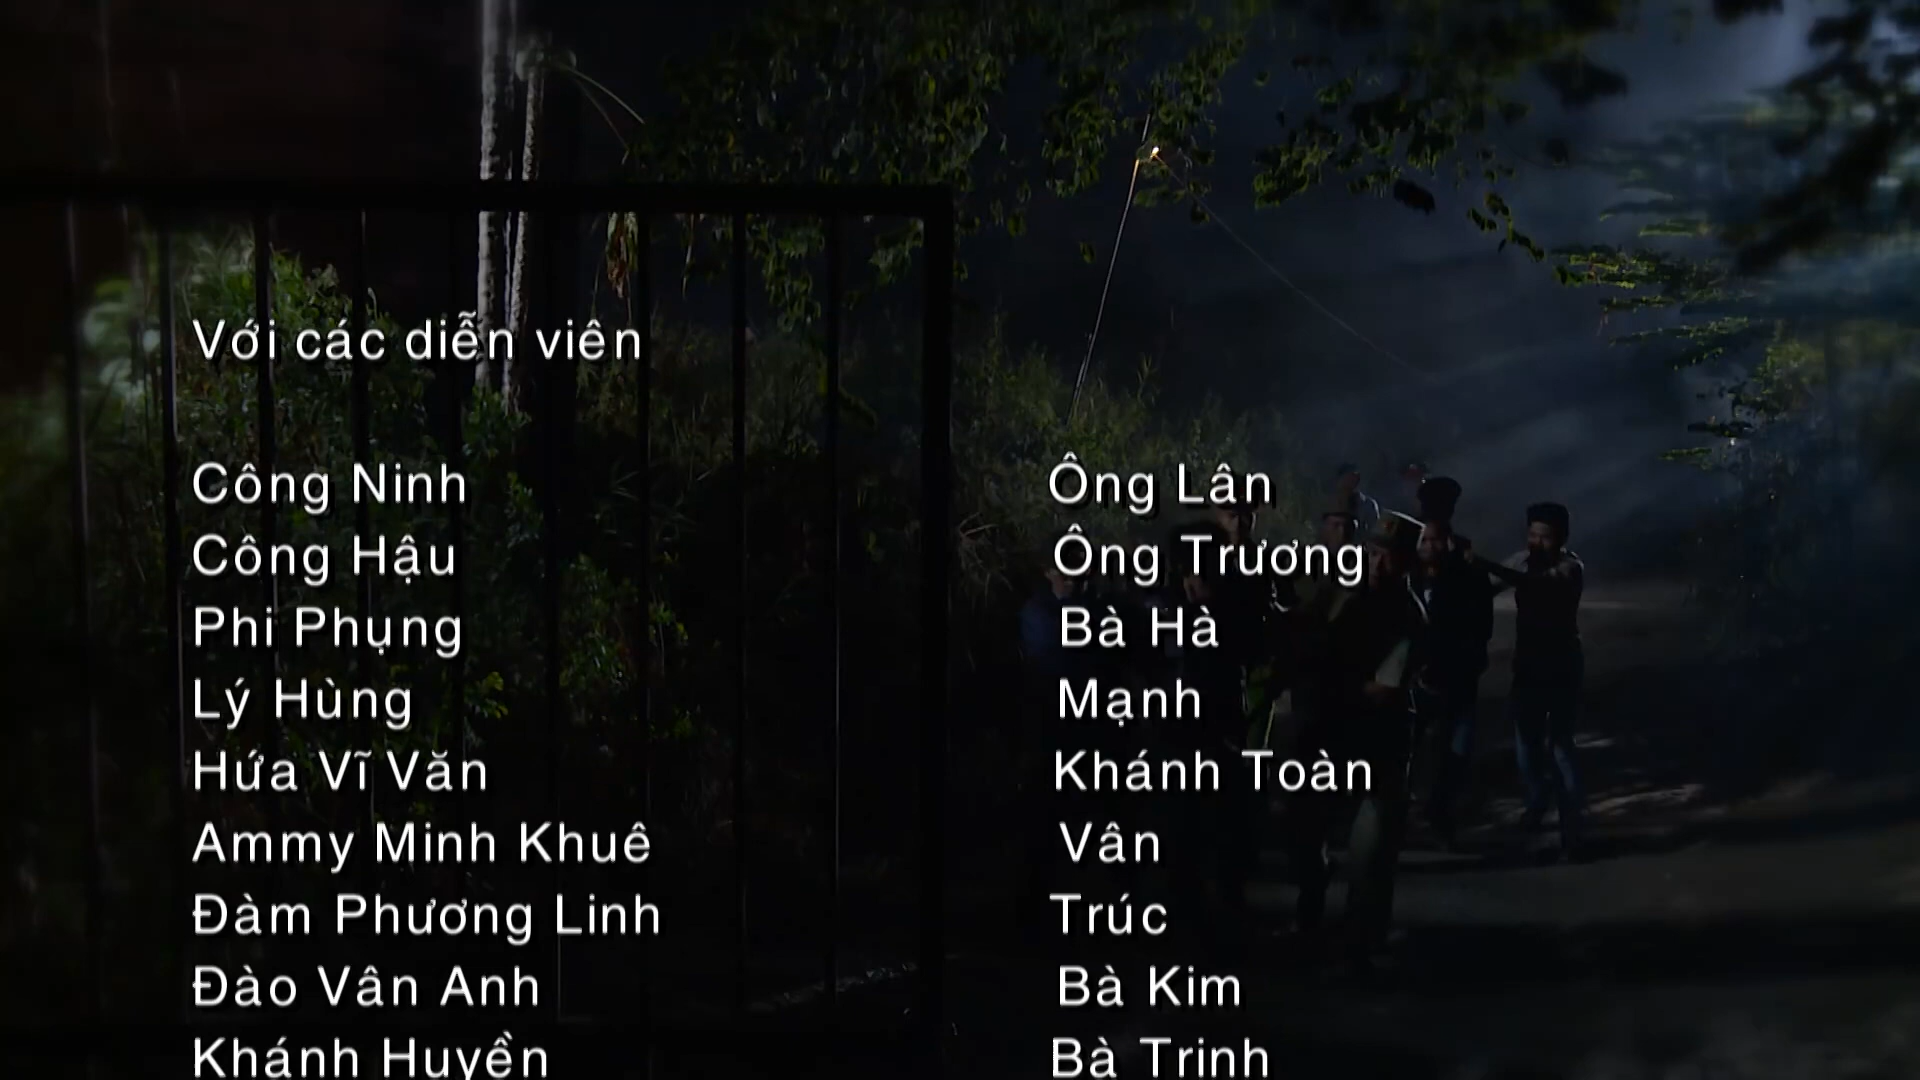 Với các diễn viên
Công Ninh Ông Lân
Công Hậu Ông Trương
Phi Phụng Bà Hà
Lý Hùng Mạnh
Hứa Vĩ Văn Khánh Toàn
Ammy Minh Khuê Vân
Đàm Phương Linh Trúc
Đào Vân Anh Bà Kim
Khánh Huyền Bà Trinh